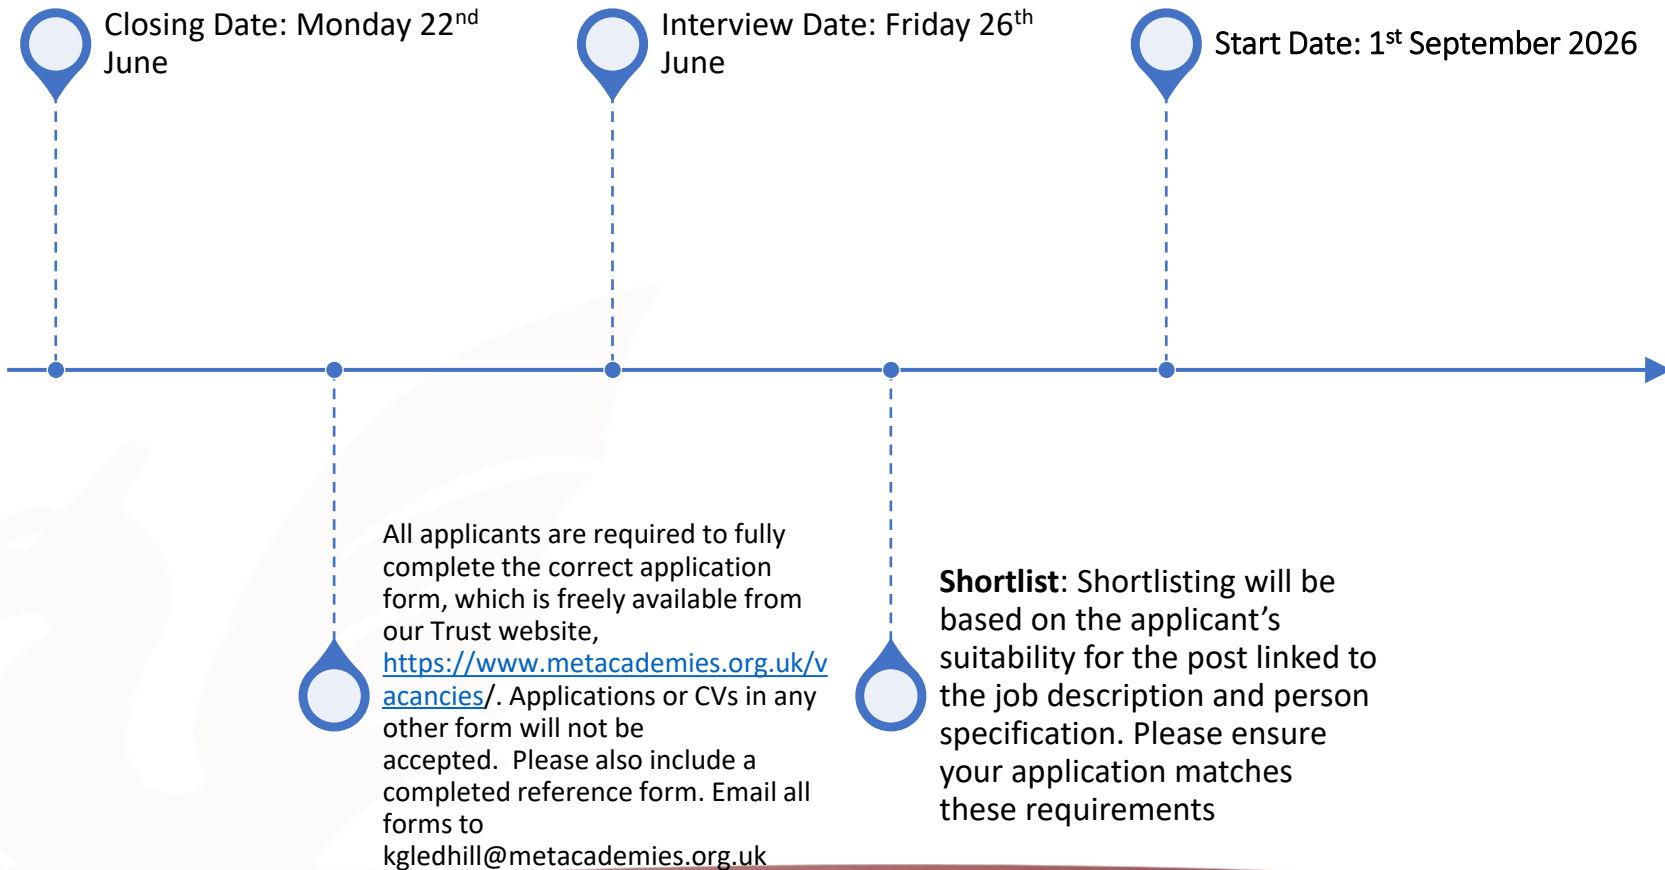 Closing Date: Monday 22nd
June
Interview Date: Friday 26th
June
Start Date: 1st September 2026
All applicants are required to fully
complete the correct application
form, which is freely available from
our Trust website,
https://www.metacademies.org.uk/v
acancies/. Applications or CVs in any
other form will not be
accepted.  Please also include a
completed reference form. Email all
forms to
kgledhill@metacademies.org.uk
Shortlist: Shortlisting will be
based on the applicant’s
suitability for the post linked to
the job description and person
specification. Please ensure
your application matches
these requirements